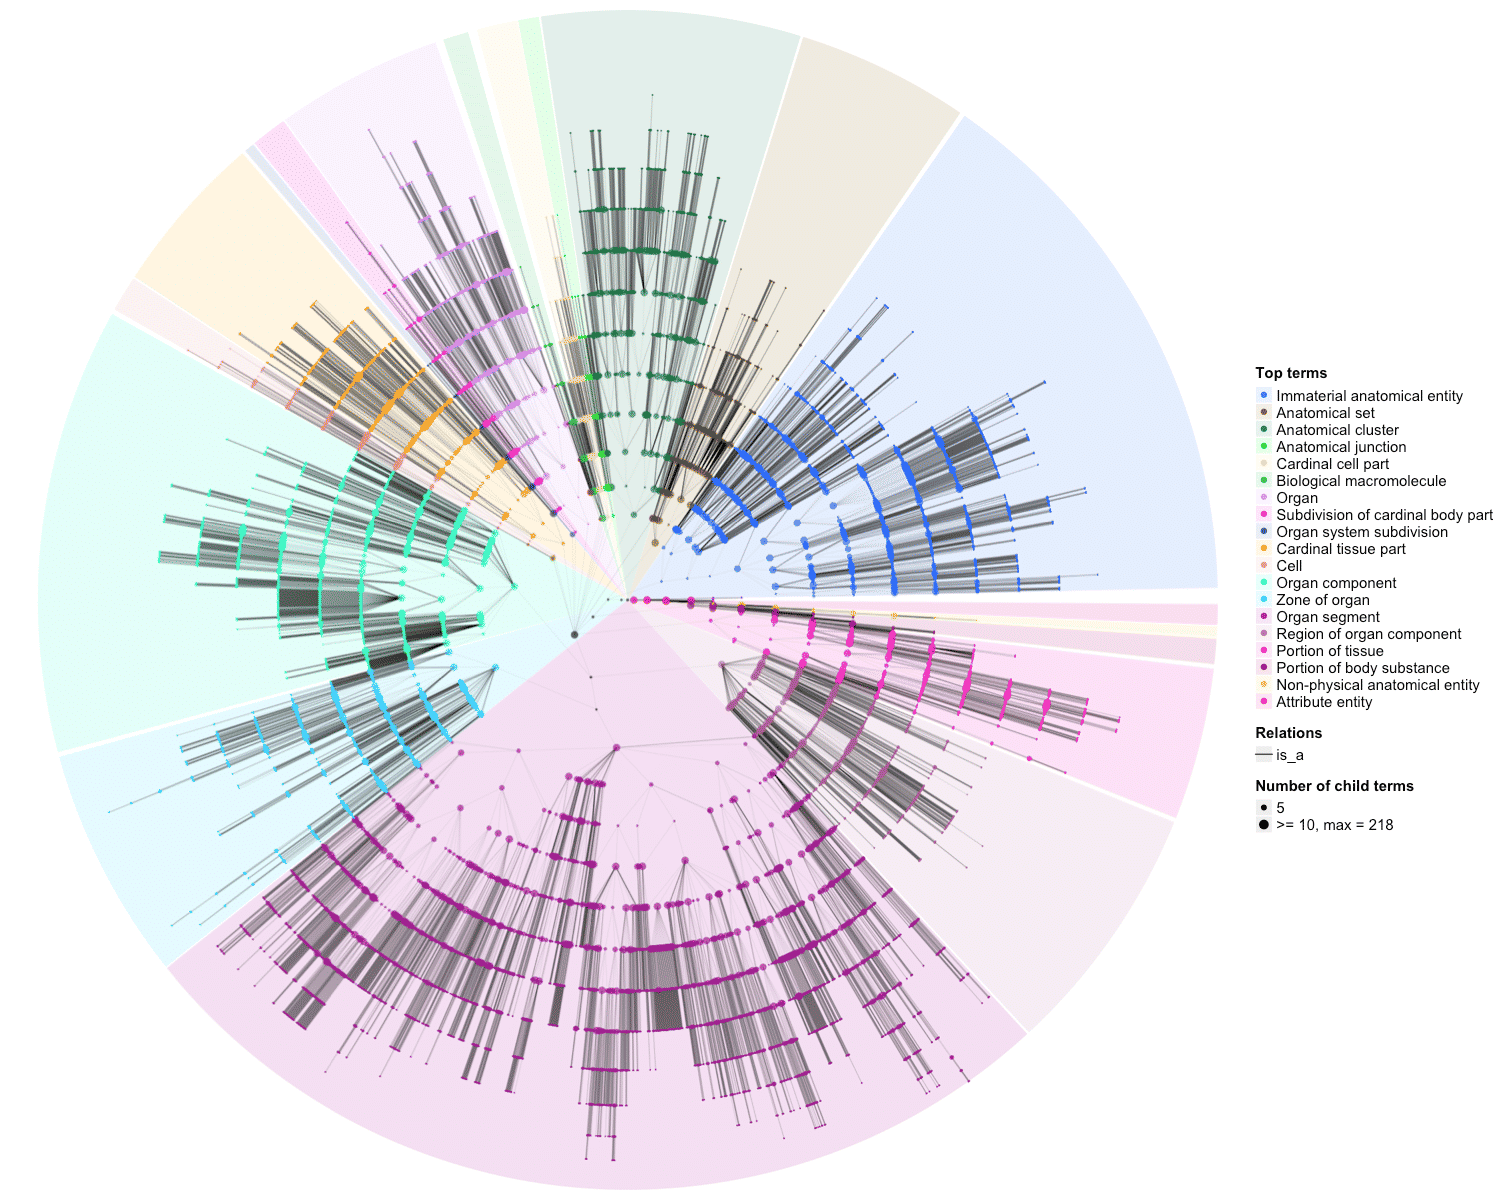 Top terms
Immaterial anatomical entity
Anatomical set
Anatomical cluster
Anatomical junction
Cardinal cell part
Biological macromolecule
Organ
Subdivision of cardinal body part
Organ system subdivision
Cardinal tissue part
Cell
Organ component
Zone of organ
Organ segment
Region of organ component
Portion of tissue
Portion of body substance
Non-physical anatomical entity
Attribute entity
Relations
is_a
Number of child terms
5
>= 10, max = 218